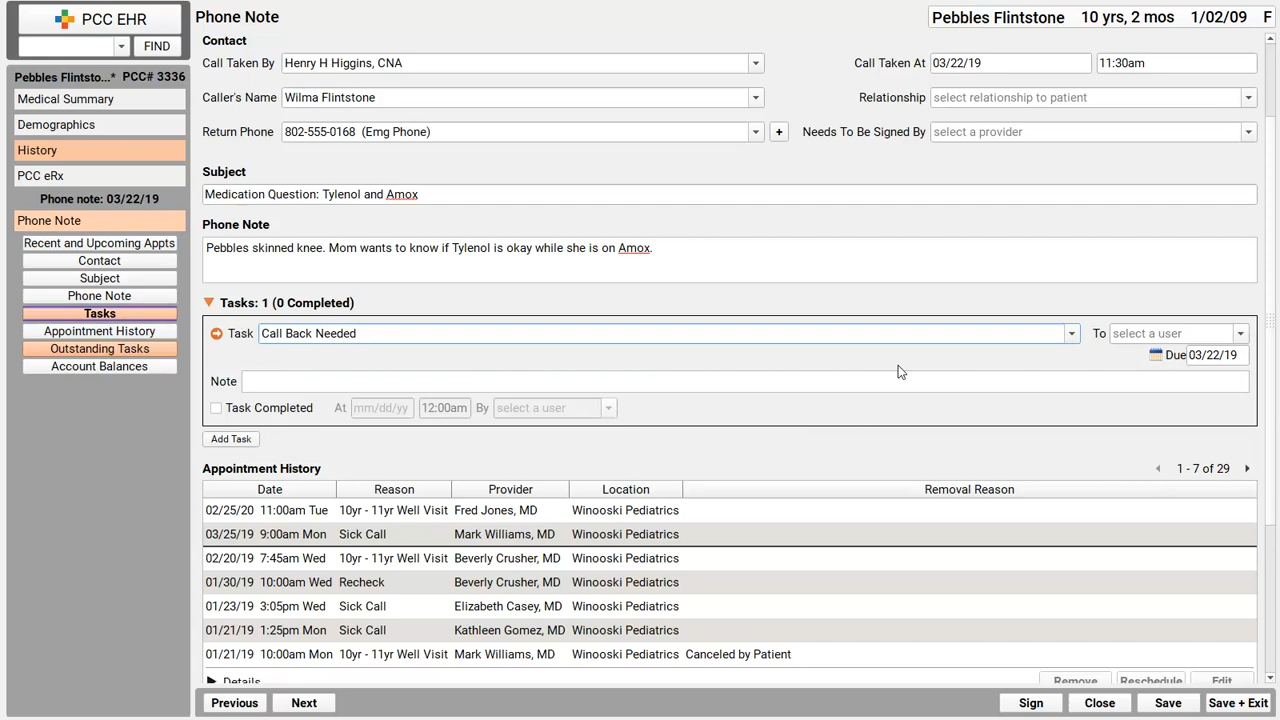 PCC EHR
FIND
Pebbles Flintsto...* PCC# 3336
Medical Summary
Demographics
History
PCC eRx
Phone note: 03/22/19
Phone Note
Recent and Upcoming Appts
Contact
Subject
Phone Note
Tasks
Appointment History
Outstanding Tasks
Account Balances
Phone Note
Pebbles Flintstone 10 yrs, 2 mos 1/02/09 F
Contact
Call Taken By Henry H Higgins, CNA Call Taken At 03/22/19 11:30am
Caller's Name Wilma Flintstone Relationship select relationship to patient
Return Phone 802-555-0168 (Emg Phone) + Needs To Be Signed By select a provider
Subject
Medication Question: Tylenol and Amox
Phone Note
Pebbles skinned knee. Mom wants to know if Tylenol is okay while she is on Amox.
Tasks: 1 (0 Completed)
Task Call Back Needed To select a user
Due 03/22/19
Note
Task Completed At mm/dd/yy 12:00am By select a user
Add Task
Appointment History 1 - 7 of 29
Date Reason Provider Location Removal Reason
02/25/20 11:00am Tue 10yr - 11yr Well Visit Fred Jones, MD Winooski Pediatrics
03/25/19 9:00am Mon Sick Call Mark Williams, MD Winooski Pediatrics
02/20/19 7:45am Wed 10yr - 11yr Well Visit Beverly Crusher, MD Winooski Pediatrics
01/30/19 10:00am Wed Recheck Beverly Crusher, MD Winooski Pediatrics
01/23/19 3:05pm Wed Sick Call Elizabeth Casey, MD Winooski Pediatrics
01/21/19 1:25pm Mon Sick Call Kathleen Gomez, MD Winooski Pediatrics
01/21/19 10:00am Mon 10yr - 11yr Well Visit Mark Williams, MD Winooski Pediatrics Canceled by Patient
Details Remove Reschedule Edit
Previous Next Sign Close Save Save + Exit